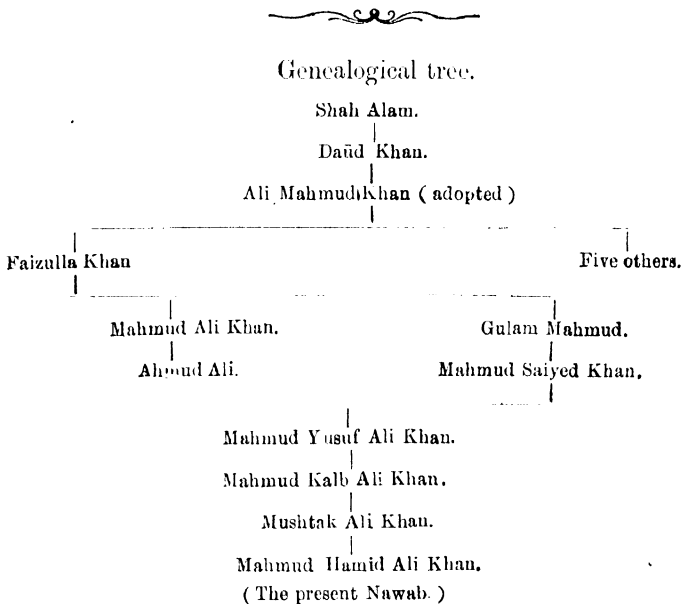 Genealogical tree.
Shah Alam.
Daūd Khan.
Ali Mahmud Khan ( adopted )
Faizulla Khan Five others.
Mahmud Ali Khan. Gulam Mahmud.
Ahmud Ali. Mahmud Saiyed Khan.
Mahmud Yusuf Ali Khan.
Mahmud Kalb Ali Khan.
Mushtak Ali Khan.
Mahmud Hamid Ali Khan.
( The present Nawab. )